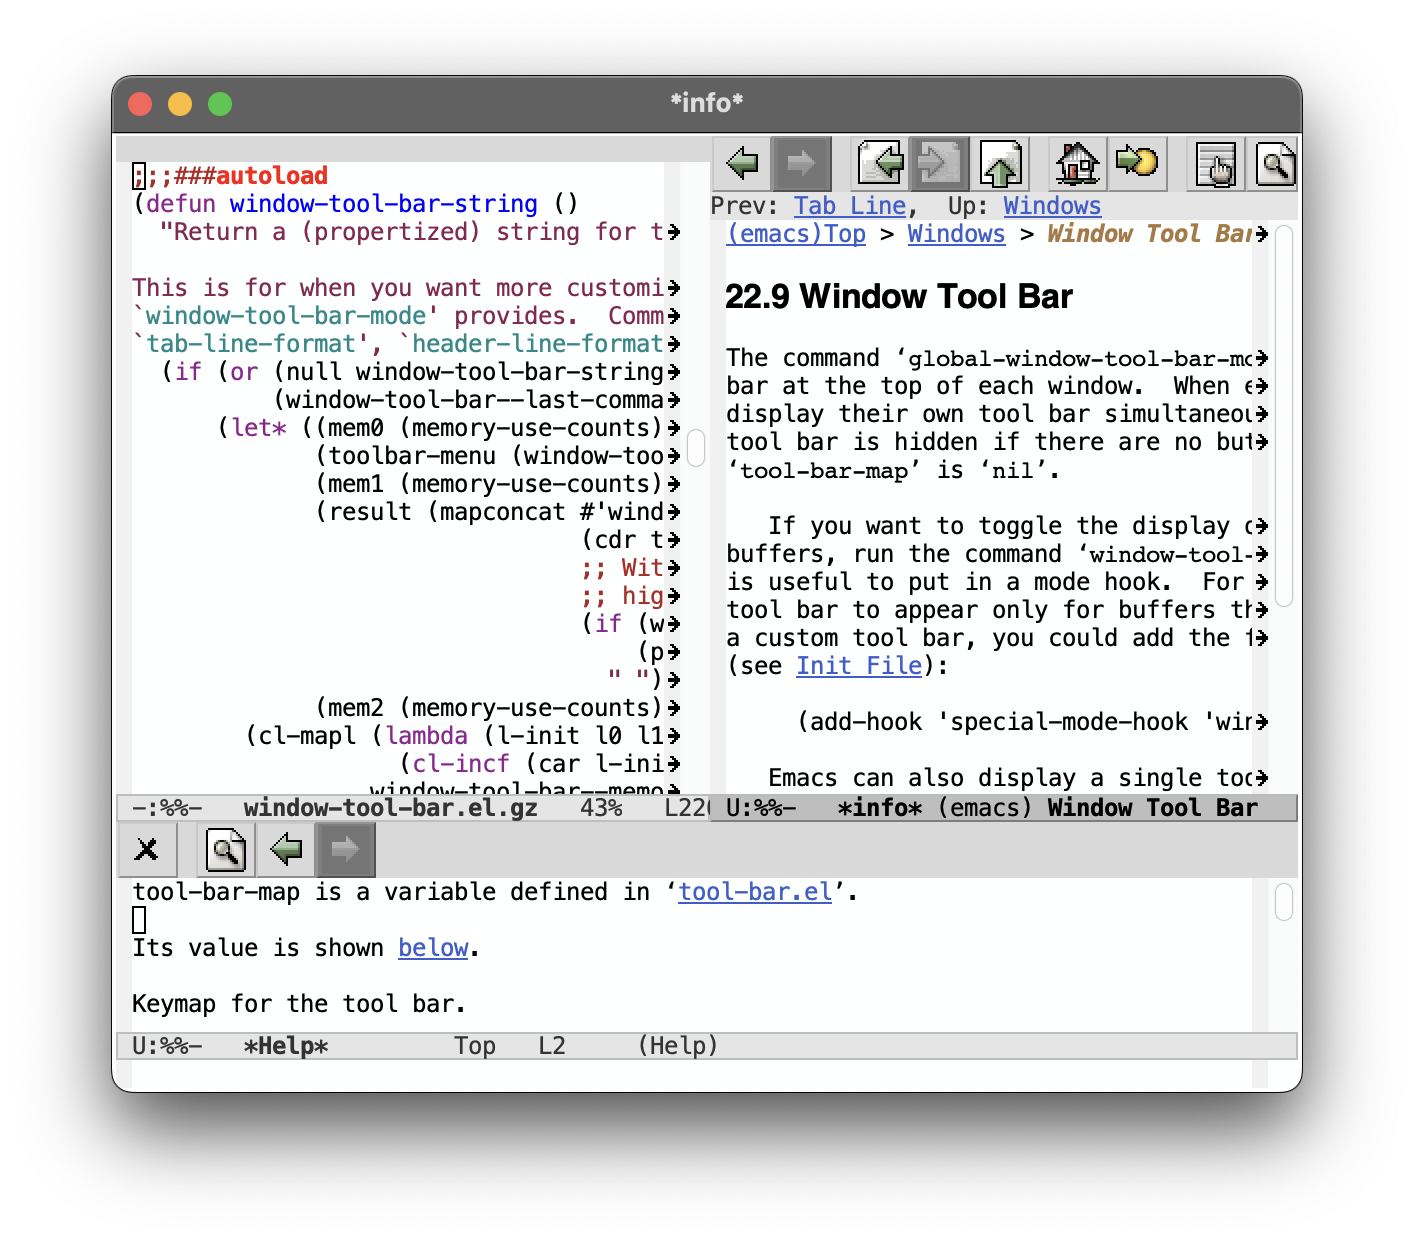 *info*
;;;###autoload
(defun window-tool-bar-string ()
  "Return a (propertized) string for t

This is for when you want more customi
`window-tool-bar-mode' provides.  Comm
`tab-line-format', `header-line-format
  (if (or (null window-tool-bar-string
          (window-tool-bar--last-comma
      (let* ((mem0 (memory-use-counts)
             (toolbar-menu (window-too
             (mem1 (memory-use-counts)
             (result (mapconcat #'wind
                                (cdr t
                                ;; Wit
                                ;; hig
                                (if (w
                                    (p
                                  " ")
             (mem2 (memory-use-counts)
        (cl-mapl (lambda (l-init l0 l1
                   (cl-incf (car l-ini
                 window-tool-bar--memo
-:%%-   window-tool-bar.el.gz   43%   L220
Prev: Tab Line,  Up: Windows
(emacs)Top > Windows > Window Tool Bar
22.9 Window Tool Bar

The command ‘global-window-tool-bar-mo
bar at the top of each window.  When e
display their own tool bar simultaneou
tool bar is hidden if there are no but
‘tool-bar-map’ is ‘nil’.

   If you want to toggle the display o
buffers, run the command ‘window-tool-
is useful to put in a mode hook.  For
tool bar to appear only for buffers th
a custom tool bar, you could add the f
(see Init File):

     (add-hook 'special-mode-hook 'win

   Emacs can also display a single too
U:%%-   *info* (emacs) Window Tool Bar
tool-bar-map is a variable defined in ‘tool-bar.el’.

Its value is shown below.

Keymap for the tool bar.
U:%%-   *Help*         Top   L2     (Help)